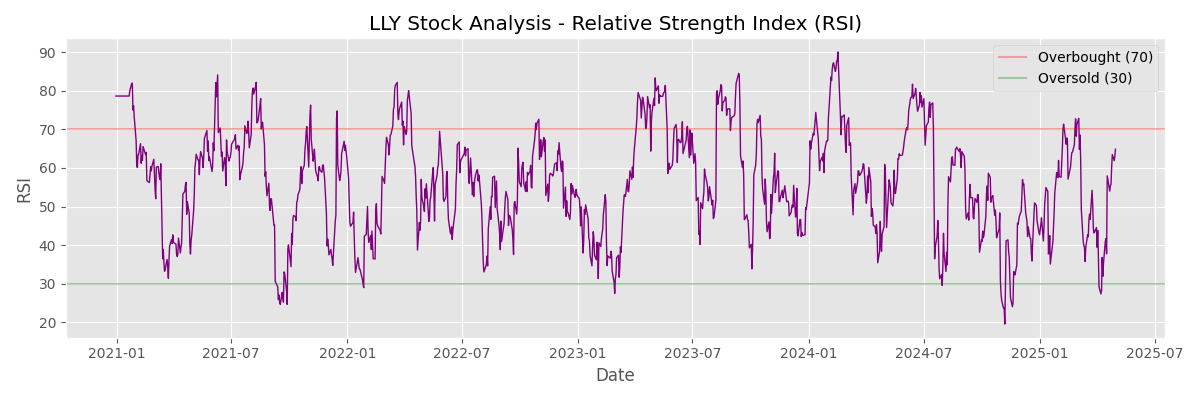 LLY Stock Analysis - Relative Strength Index (RSI)
Overbought (70)
Oversold (30)
RSI
90
80
70
60
50
40
30
20
2021-01 2021-07 2022-01 2022-07 2023-01 2023-07 2024-01 2024-07 2025-01 2025-07
Date